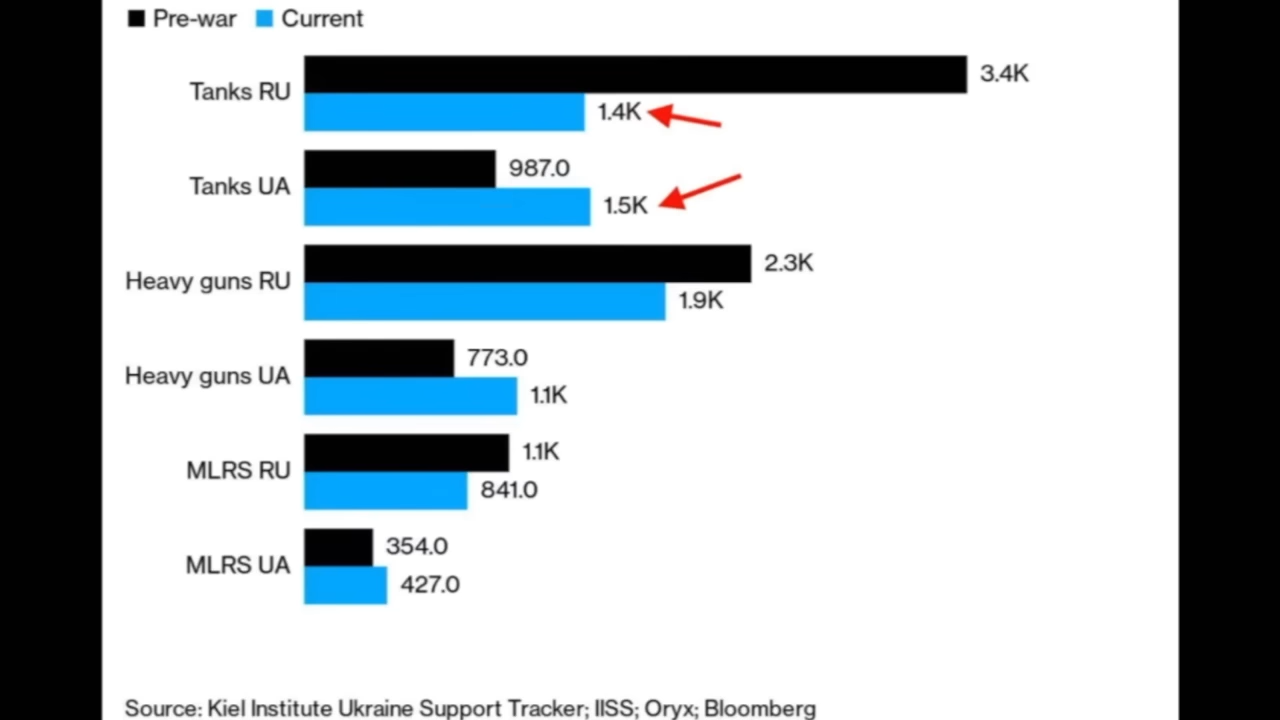 Pre-war Current
Tanks RU
3.4K
1.4K
Tanks UA
987.0
1.5K
Heavy guns RU
2.3K
1.9K
Heavy guns UA
773.0
1.1K
MLRS RU
1.1K
841.0
MLRS UA
354.0
427.0
Source: Kiel Institute Ukraine Support Tracker; IISS; Oryx; Bloomberg